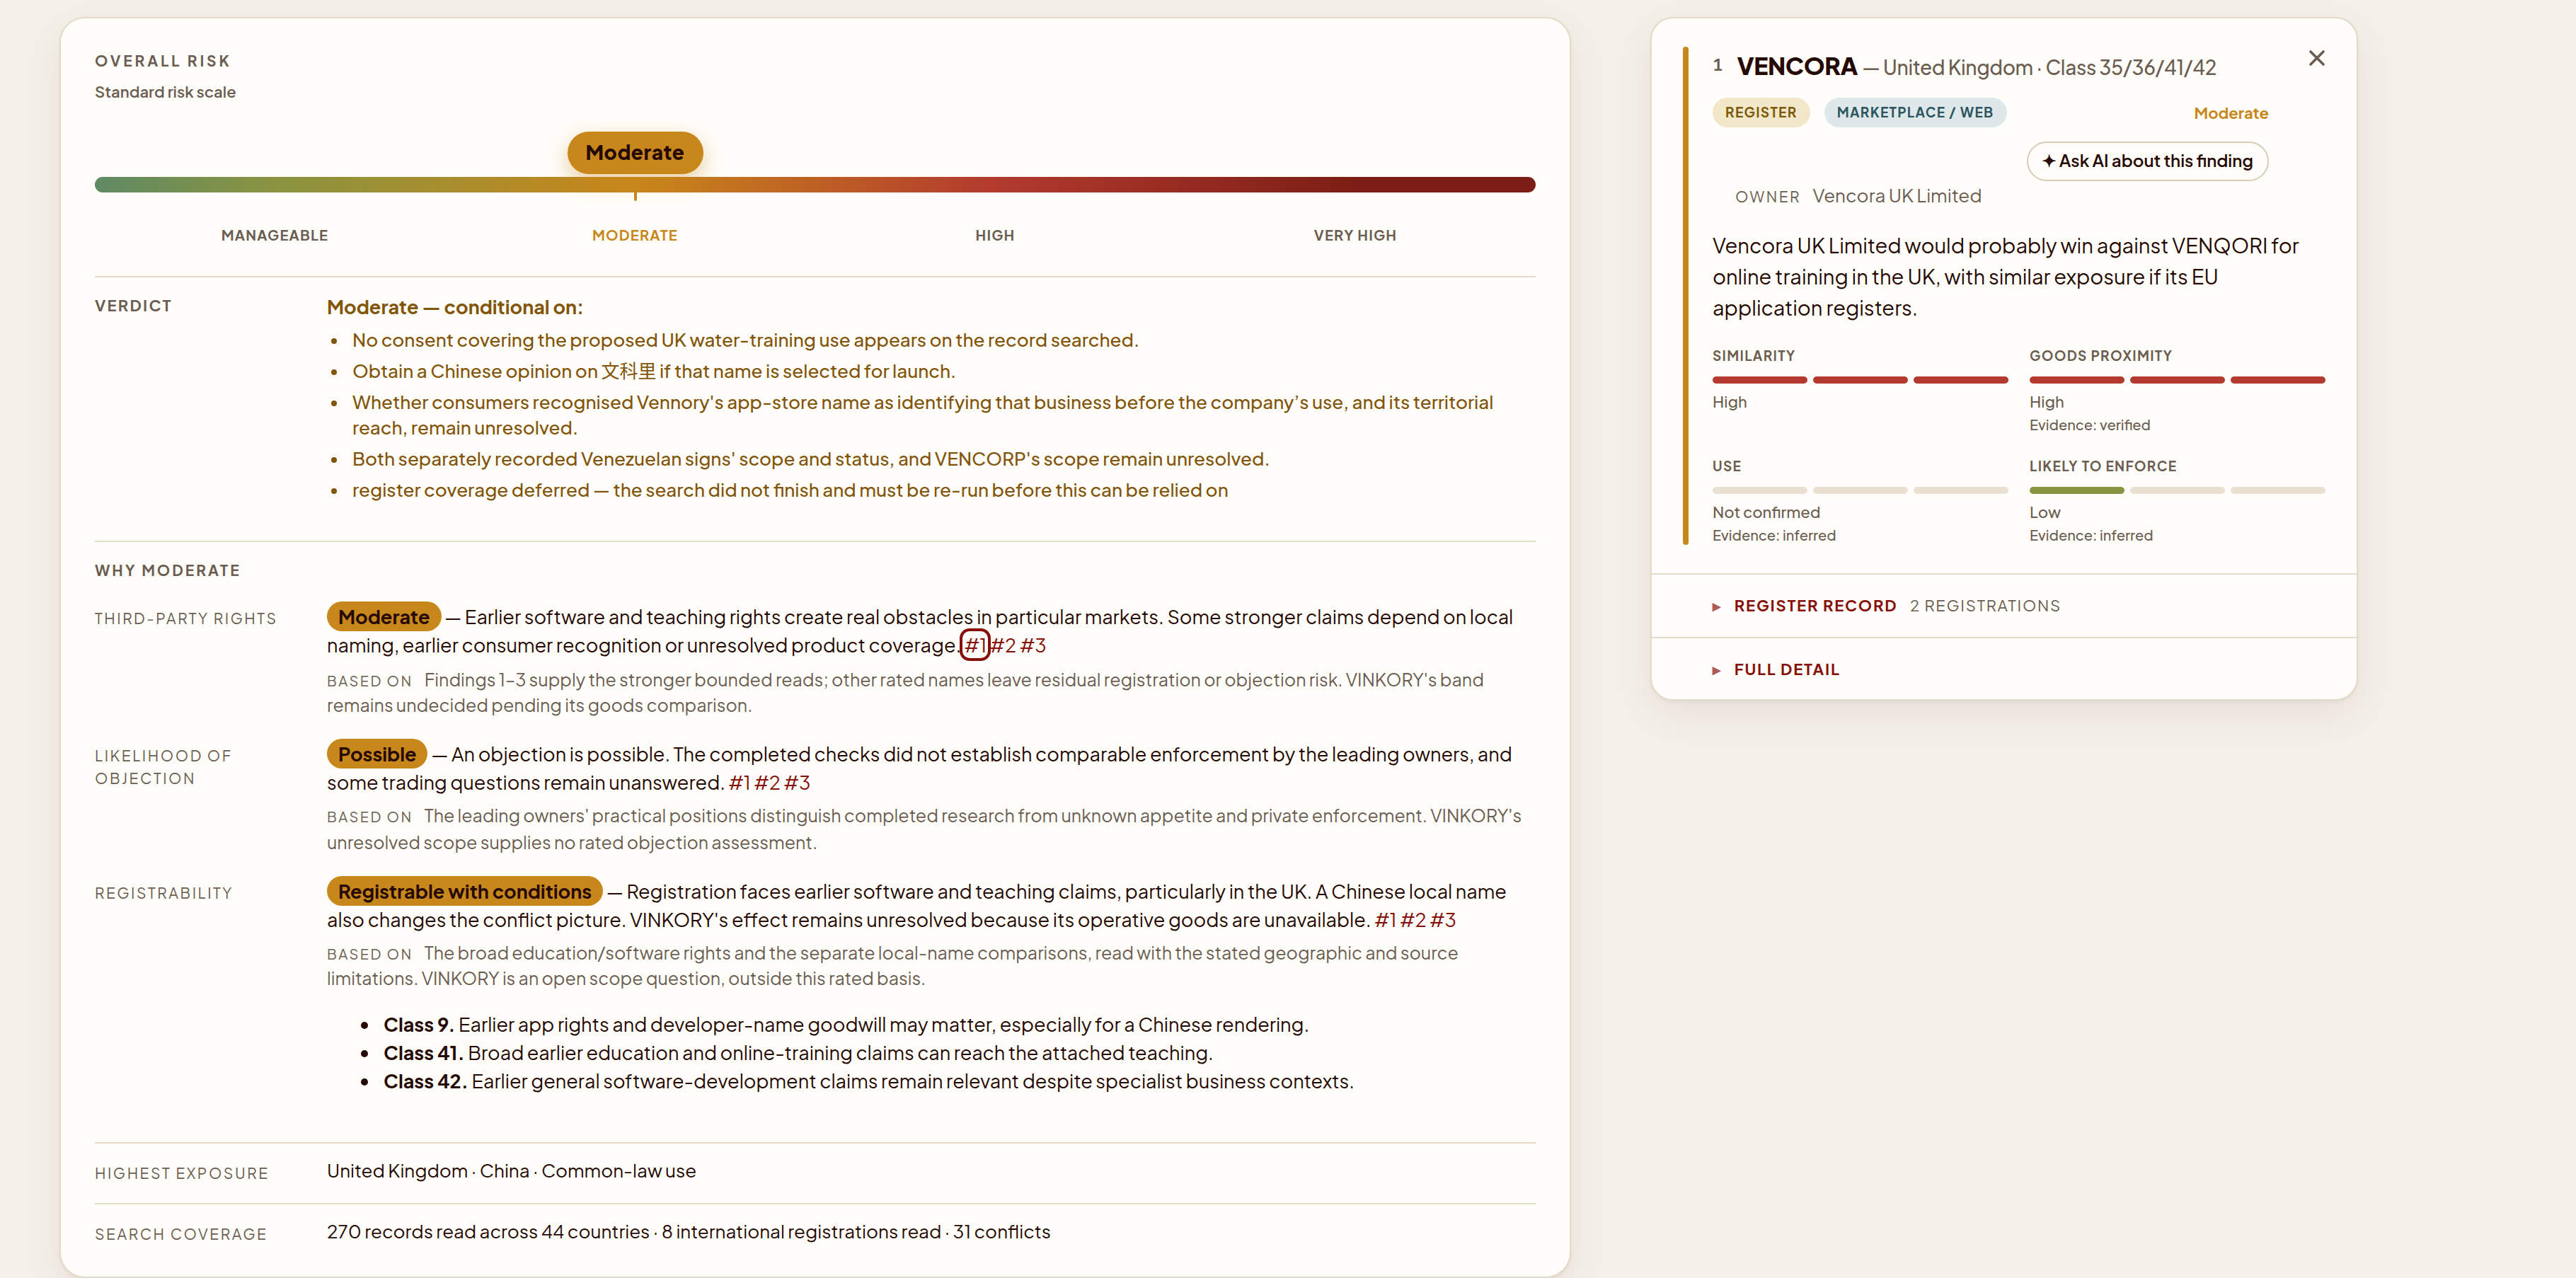 OVERALL RISK
Standard risk scale
Moderate
MANAGEABLE MODERATE HIGH VERY HIGH
VERDICT
Moderate — conditional on:
• No consent covering the proposed UK water-training use appears on the record searched.
• Obtain a Chinese opinion on 文科里 if that name is selected for launch.
• Whether consumers recognised Vennory's app-store name as identifying that business before the company’s use, and its territorial
reach, remain unresolved.
• Both separately recorded Venezuelan signs' scope and status, and VENCORP's scope remain unresolved.
• register coverage deferred — the search did not finish and must be re-run before this can be relied on
WHY MODERATE
THIRD-PARTY RIGHTS
Moderate — Earlier software and teaching rights create real obstacles in particular markets. Some stronger claims depend on local
naming, earlier consumer recognition or unresolved product coverage. #1 #2 #3
BASED ON Findings 1–3 supply the stronger bounded reads; other rated names leave residual registration or objection risk. VINKORY's band
remains undecided pending its goods comparison.
LIKELIHOOD OF
OBJECTION
Possible — An objection is possible. The completed checks did not establish comparable enforcement by the leading owners, and
some trading questions remain unanswered. #1 #2 #3
BASED ON The leading owners' practical positions distinguish completed research from unknown appetite and private enforcement. VINKORY's
unresolved scope supplies no rated objection assessment.
REGISTRABILITY
Registrable with conditions — Registration faces earlier software and teaching claims, particularly in the UK. A Chinese local name
also changes the conflict picture. VINKORY's effect remains unresolved because its operative goods are unavailable. #1 #2 #3
BASED ON The broad education/software rights and the separate local-name comparisons, read with the stated geographic and source
limitations. VINKORY is an open scope question, outside this rated basis.
• Class 9. Earlier app rights and developer-name goodwill may matter, especially for a Chinese rendering.
• Class 41. Broad earlier education and online-training claims can reach the attached teaching.
• Class 42. Earlier general software-development claims remain relevant despite specialist business contexts.
HIGHEST EXPOSURE
United Kingdom · China · Common-law use
SEARCH COVERAGE
270 records read across 44 countries · 8 international registrations read · 31 conflicts
1 VENCORA — United Kingdom · Class 35/36/41/42
REGISTER MARKETPLACE / WEB Moderate
✦ Ask AI about this finding
OWNER Vencora UK Limited
Vencora UK Limited would probably win against VENQORI for
online training in the UK, with similar exposure if its EU
application registers.
SIMILARITY
High
GOODS PROXIMITY
High
Evidence: verified
USE
Not confirmed
Evidence: inferred
LIKELY TO ENFORCE
Low
Evidence: inferred
▸ REGISTER RECORD 2 REGISTRATIONS
▸ FULL DETAIL